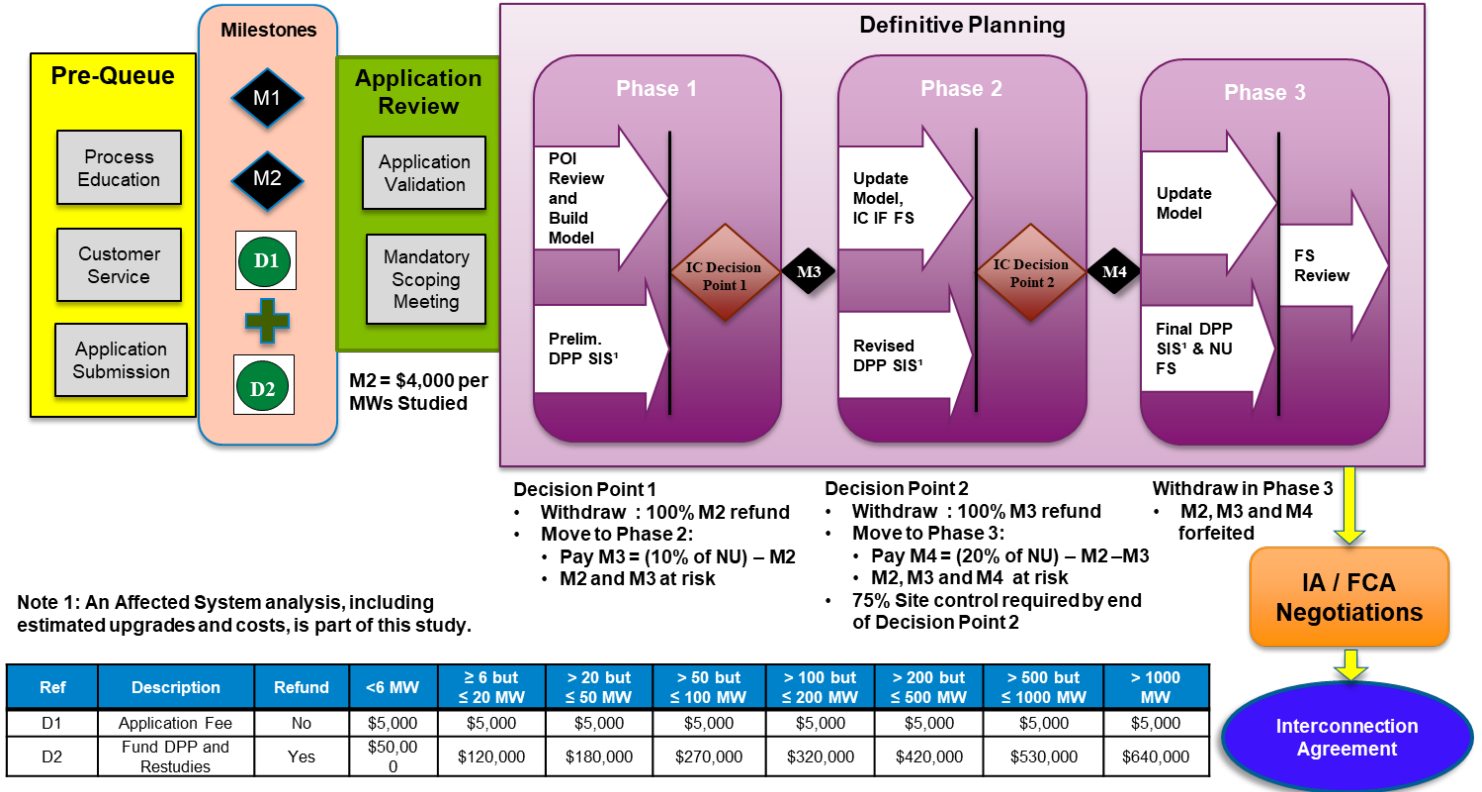 Pre-Queue
Process
Education
Customer
Service
Application
Submission
Milestones
M1
M2
D1
D2
Application
Review
Application
Validation
Mandatory
Scoping
Meeting
M2 = $4,000 per
MWs Studied
Definitive Planning
Phase 1
POI
Review
and
Build
Model
Prelim.
DPP SIS¹
IC Decision
Point 1
M3
Phase 2
Update
Model,
IC IF FS
Revised
DPP SIS¹
IC Decision
Point 2
M4
Phase 3
Update
Model
Final DPP
SIS¹ & NU
FS
FS
Review
Decision Point 1
• Withdraw : 100% M2 refund
• Move to Phase 2:
• Pay M3 = (10% of NU) – M2
• M2 and M3 at risk
Decision Point 2
• Withdraw : 100% M3 refund
• Move to Phase 3:
• Pay M4 = (20% of NU) – M2 –M3
• M2, M3 and M4 at risk
• 75% Site control required by end
of Decision Point 2
Withdraw in Phase 3
• M2, M3 and M4
forfeited
IA / FCA
Negotiations
Interconnection
Agreement
Note 1: An Affected System analysis, including
estimated upgrades and costs, is part of this study.
Ref Description Refund <6 MW ≥ 6 but ≤ 20 MW > 20 but ≤ 50 MW > 50 but ≤ 100 MW > 100 but ≤ 200 MW > 200 but ≤ 500 MW > 500 but ≤ 1000 MW > 1000 MW
D1 Application Fee No $5,000 $5,000 $5,000 $5,000 $5,000 $5,000 $5,000 $5,000
D2 Fund DPP and Restudies Yes $50,000 $120,000 $180,000 $270,000 $320,000 $420,000 $530,000 $640,000